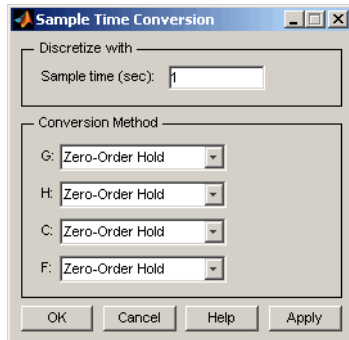 Sample Time Conversion
Discretize with
Sample time (sec): 1
Conversion Method
G: Zero-Order Hold
H: Zero-Order Hold
C: Zero-Order Hold
F: Zero-Order Hold
OK Cancel Help Apply